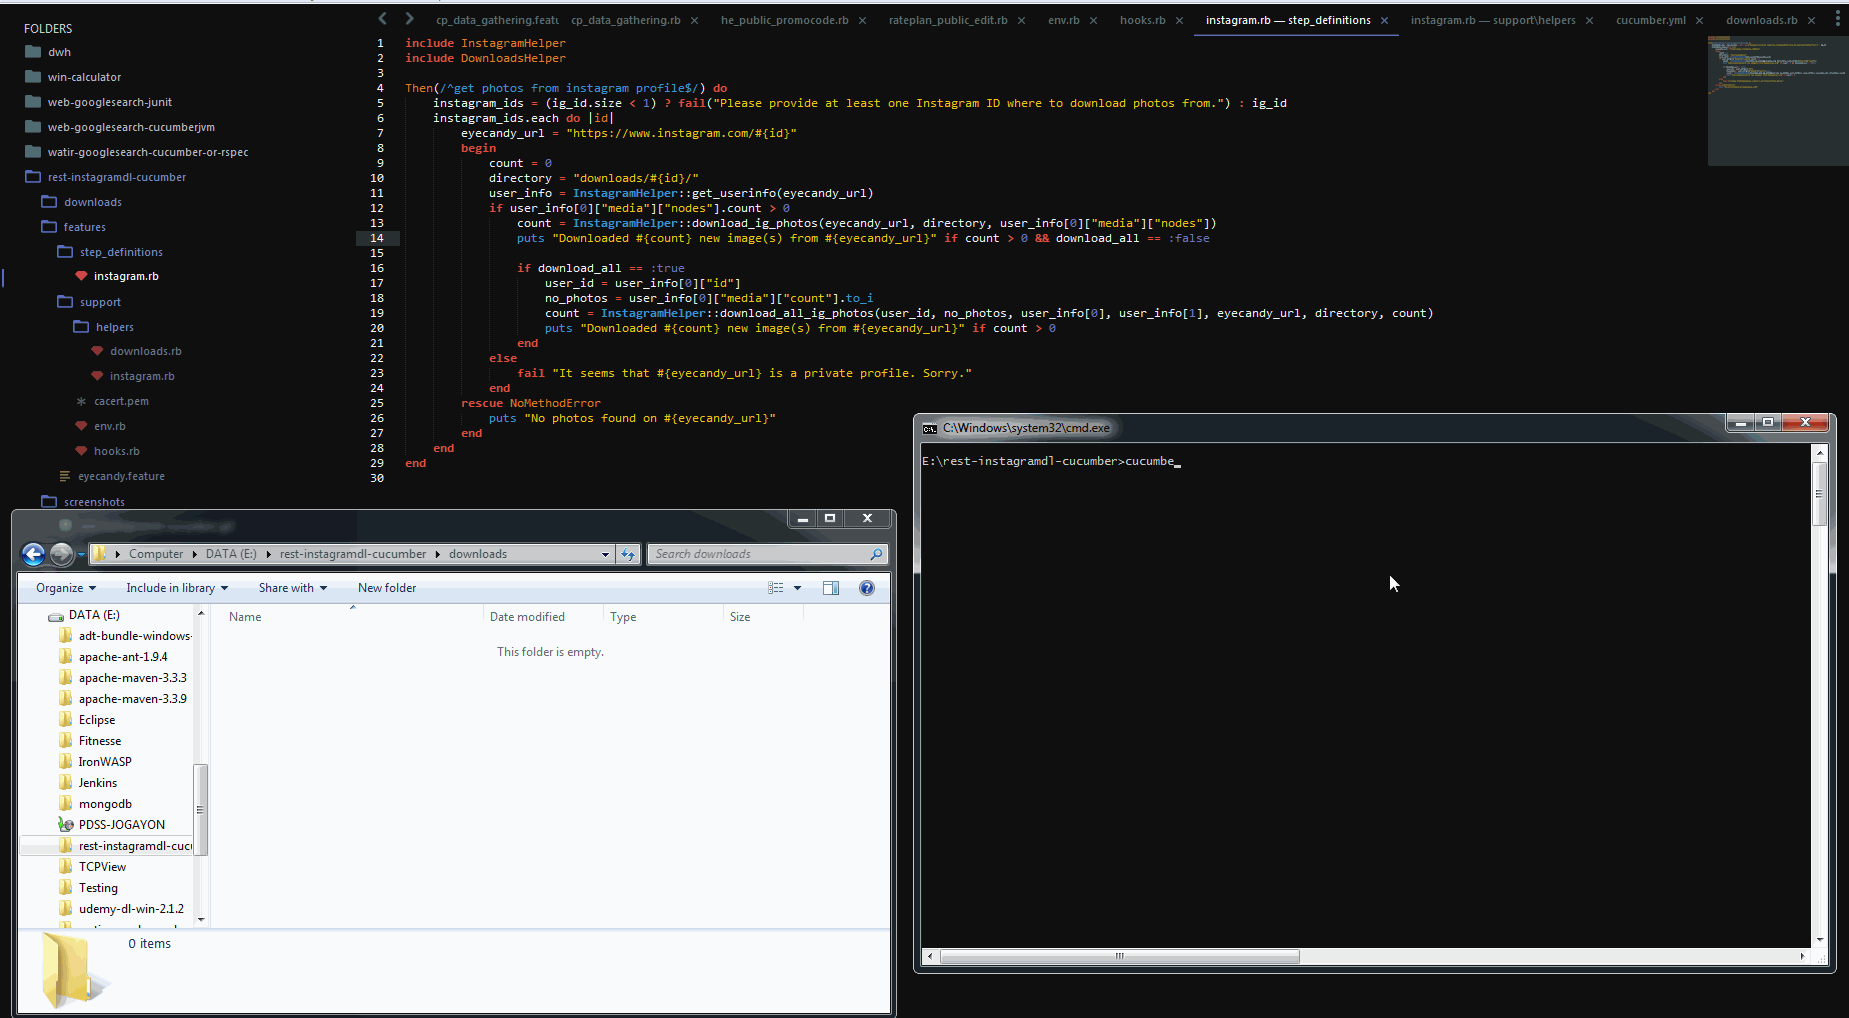 FOLDERS
dwh
win-calculator
web-googlesearch-junit
web-googlesearch-cucumberjvm
watir-googlesearch-cucumber-or-rspec
rest-instagramdl-cucumber
downloads
features
step_definitions
instagram.rb
support
helpers
downloads.rb
instagram.rb
cacert.pem
env.rb
hooks.rb
eyecandy.feature
screenshots
cp_data_gathering.featu cp_data_gathering.rb he_public_promocode.rb rateplan_public_edit.rb env.rb hooks.rb instagram.rb — step_definitions instagram.rb — support\helpers cucumber.yml downloads.rb
1 include InstagramHelper
2 include DownloadsHelper
3
4 Then(/^get photos from instagram profile$/) do
5 instagram_ids = (ig_id.size < 1) ? fail("Please provide at least one Instagram ID where to download photos from.") : ig_id
6 instagram_ids.each do |id|
7 eyecandy_url = "https://www.instagram.com/#{id}"
8 begin
9 count = 0
10 directory = "downloads/#{id}/"
11 user_info = InstagramHelper::get_userinfo(eyecandy_url)
12 if user_info[0]["media"]["nodes"].count > 0
13 count = InstagramHelper::download_ig_photos(eyecandy_url, directory, user_info[0]["media"]["nodes"])
14 puts "Downloaded #{count} new image(s) from #{eyecandy_url}" if count > 0 && download_all == :false
15
16 if download_all == :true
17 user_id = user_info[0]["id"]
18 no_photos = user_info[0]["media"]["count"].to_i
19 count = InstagramHelper::download_all_ig_photos(user_id, no_photos, user_info[0], user_info[1], eyecandy_url, directory, count)
20 puts "Downloaded #{count} new image(s) from #{eyecandy_url}" if count > 0
21 end
22 else
23 fail "It seems that #{eyecandy_url} is a private profile. Sorry."
24 end
25 rescue NoMethodError
26 puts "No photos found on #{eyecandy_url}"
27 end
28 end
29 end
30
C:\Windows\system32\cmd.exe
E:\rest-instagramdl-cucumber>cucumbe_
Computer DATA (E:) rest-instagramdl-cucumber downloads
Search downloads
Organize Include in library Share with New folder
DATA (E:)
adt-bundle-windows-
apache-ant-1.9.4
apache-maven-3.3.3
apache-maven-3.3.9
Eclipse
Fitnesse
IronWASP
Jenkins
mongodb
PDSS-JOGAYON
rest-instagramdl-cuc
TCPView
Testing
udemy-dl-win-2.1.2
Name Date modified Type Size
This folder is empty.
0 items